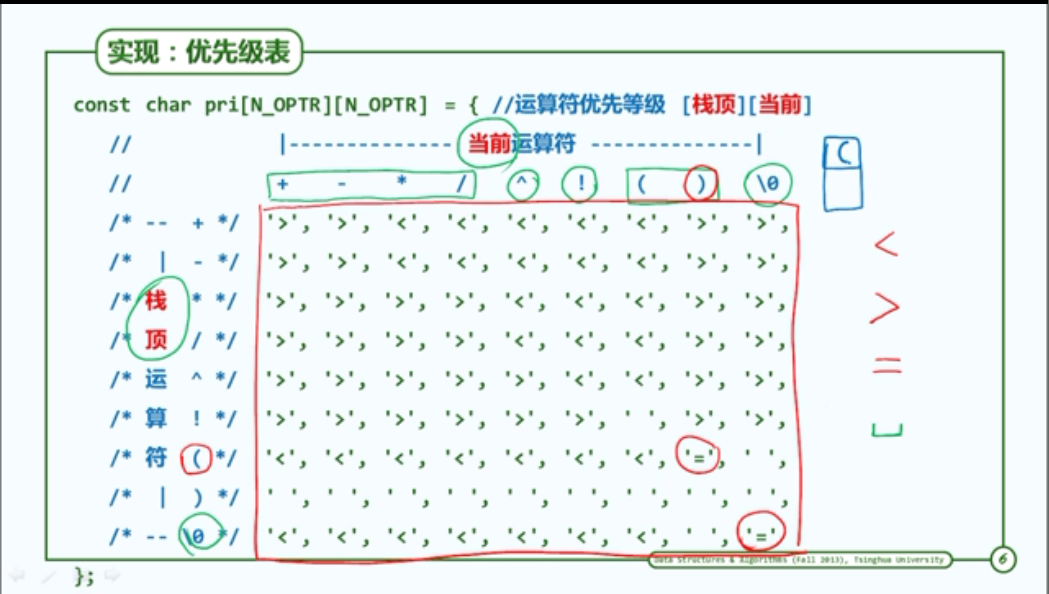 实现：优先级表
const char pri[N_OPTR][N_OPTR] = { //运算符优先等级 [栈顶][当前]
// |-------------- 当前运算符 --------------|
// + - * / ^ ! ( ) \0
/* -- + */ '>', '>', '<', '<', '<', '<', '<', '>', '>',
/* | - */ '>', '>', '<', '<', '<', '<', '<', '>', '>',
/* 栈 * */ '>', '>', '>', '>', '<', '<', '<', '>', '>',
/* 顶 / */ '>', '>', '>', '>', '<', '<', '<', '>', '>',
/* 运 ^ */ '>', '>', '>', '>', '>', '<', '<', '>', '>',
/* 算 ! */ '>', '>', '>', '>', '>', '>', ' ', '>', '>',
/* 符 ( */ '<', '<', '<', '<', '<', '<', '<', '=', ' ',
/* | ) */ ' ', ' ', ' ', ' ', ' ', ' ', ' ', ' ', ' ',
/* -- \0 */ '<', '<', '<', '<', '<', '<', '<', ' ', '='
};
(
<
>
=
Data Structures & Algorithms (Fall 2013), Tsinghua University
6